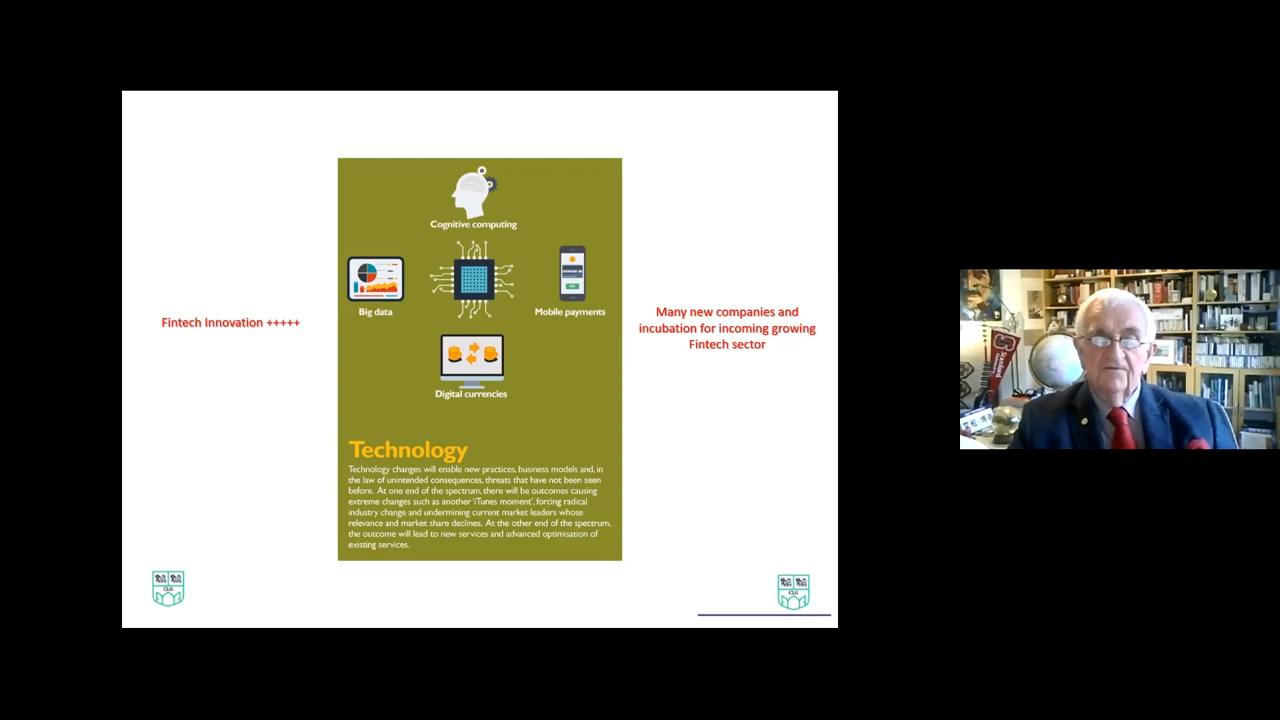 Cognitive computing
Big data
Mobile payments
Fintech Innovation +++++
Many new companies and
incubation for incoming growing
Fintech sector
Digital currencies
Technology
Technology changes will enable new practices, business models and, in
the law of unintended consequences, threats that have not been seen
before. At one end of the spectrum, there will be outcomes causing
extreme changes such as another 'iTunes moment', forcing radical
industry change and undermining current market leaders whose
relevance and market share declines. At the other end of the spectrum,
the outcome will lead to new services and advanced optimisation of
existing services.
CLG
CLG
Stanford